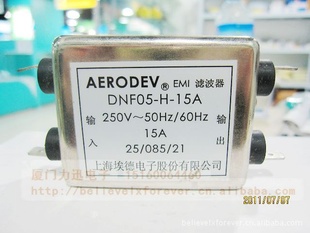 AERODEV® EMI 滤波器
DNF05-H-15A
输入 250V~50Hz/60Hz 输出
15A
25/085/21
上海埃德电子股份有限公司
厦门力迅电子
2011/07/07